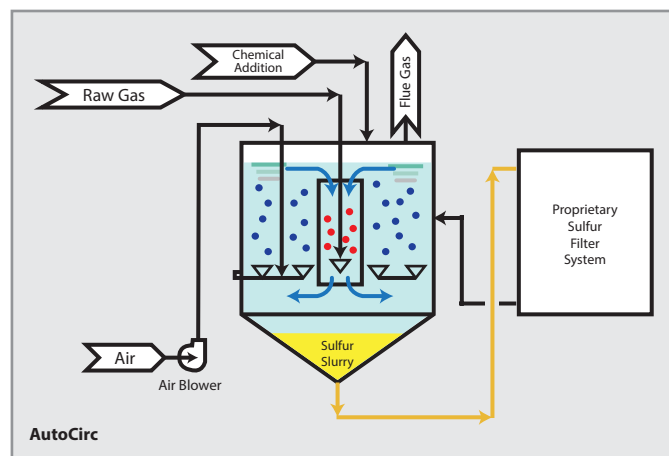 Chemical
Addition
Flue Gas
Raw Gas
Proprietary
Sulfur
Filter
System
Sulfur
Slurry
Air
Air Blower
AutoCirc